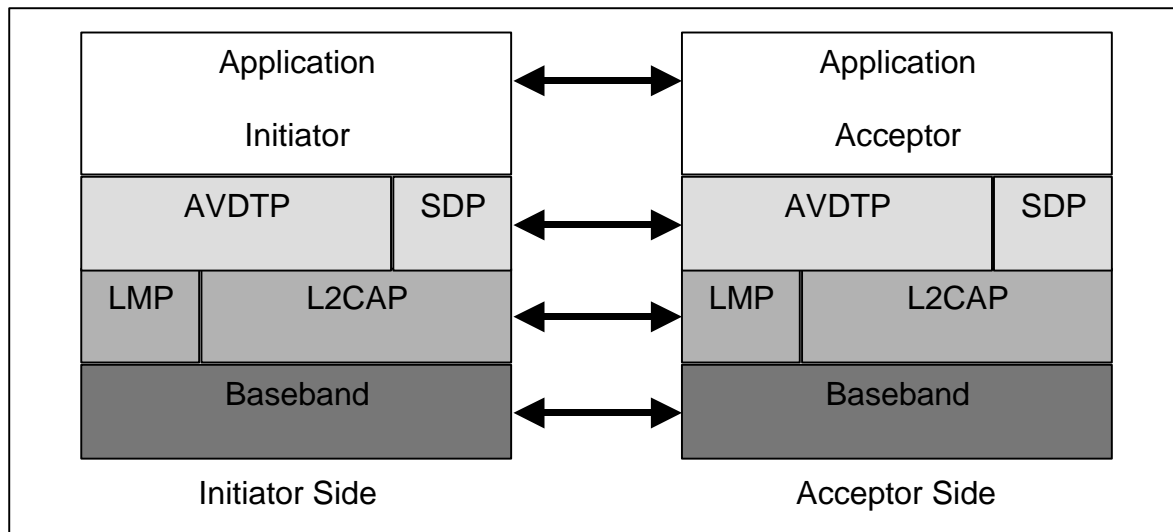 Application
Initiator
AVDTP
SDP
LMP
L2CAP
Baseband
Initiator Side
Application
Acceptor
AVDTP
SDP
LMP
L2CAP
Baseband
Acceptor Side